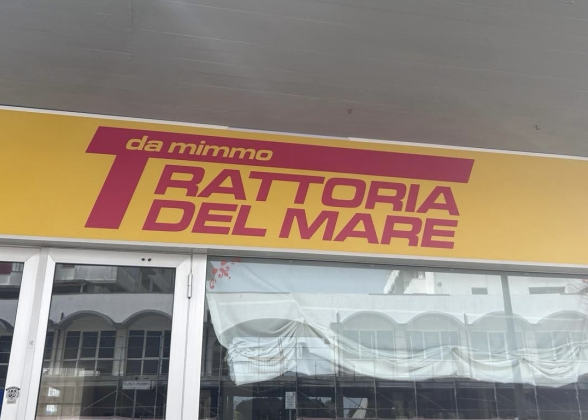 da mimmo
TRATTORIA
DEL MARE